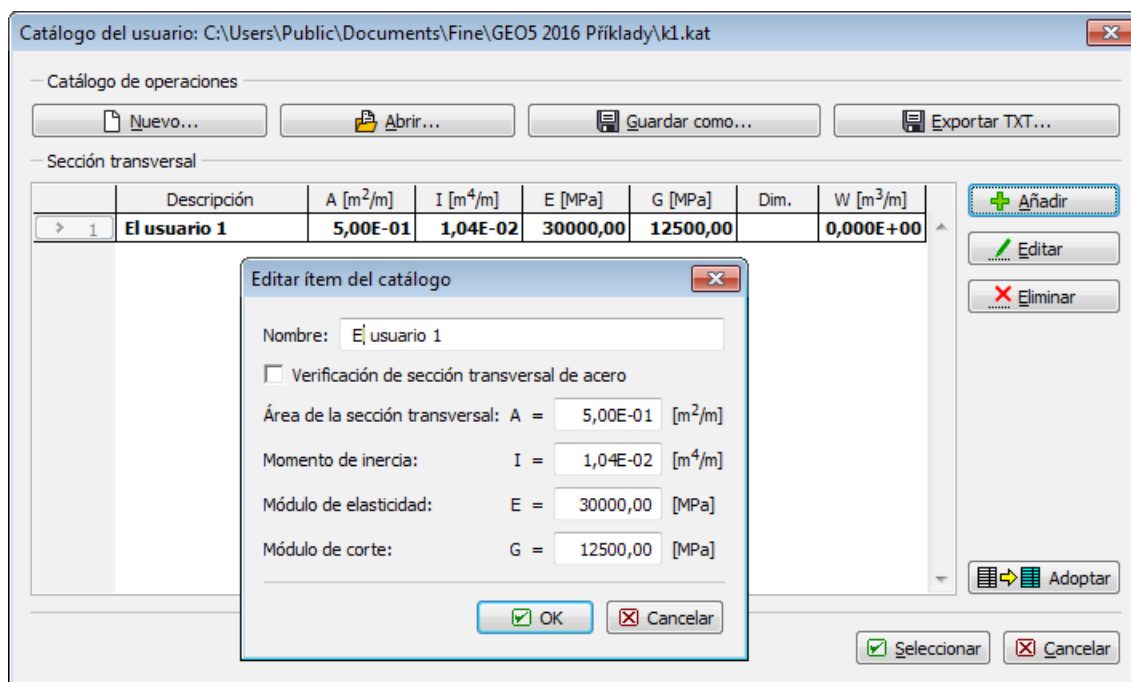 Catálogo del usuario: C:\Users\Public\Documents\Fine\GEO5 2016 Příklady\k1.kat
Catálogo de operaciones
Nuevo... Abrir... Guardar como... Exportar TXT...
Sección transversal
Descripción A [m²/m] I [m⁴/m] E [MPa] G [MPa] Dim. W [m³/m]
1 El usuario 1 5,00E-01 1,04E-02 30000,00 12500,00 0,000E+00
Añadir
Editar
Eliminar
Editar ítem del catálogo
Nombre: El usuario 1
Verificación de sección transversal de acero
Área de la sección transversal: A = 5,00E-01 [m²/m]
Momento de inercia: I = 1,04E-02 [m⁴/m]
Módulo de elasticidad: E = 30000,00 [MPa]
Módulo de corte: G = 12500,00 [MPa]
OK Cancelar
Adoptar
Seleccionar Cancelar